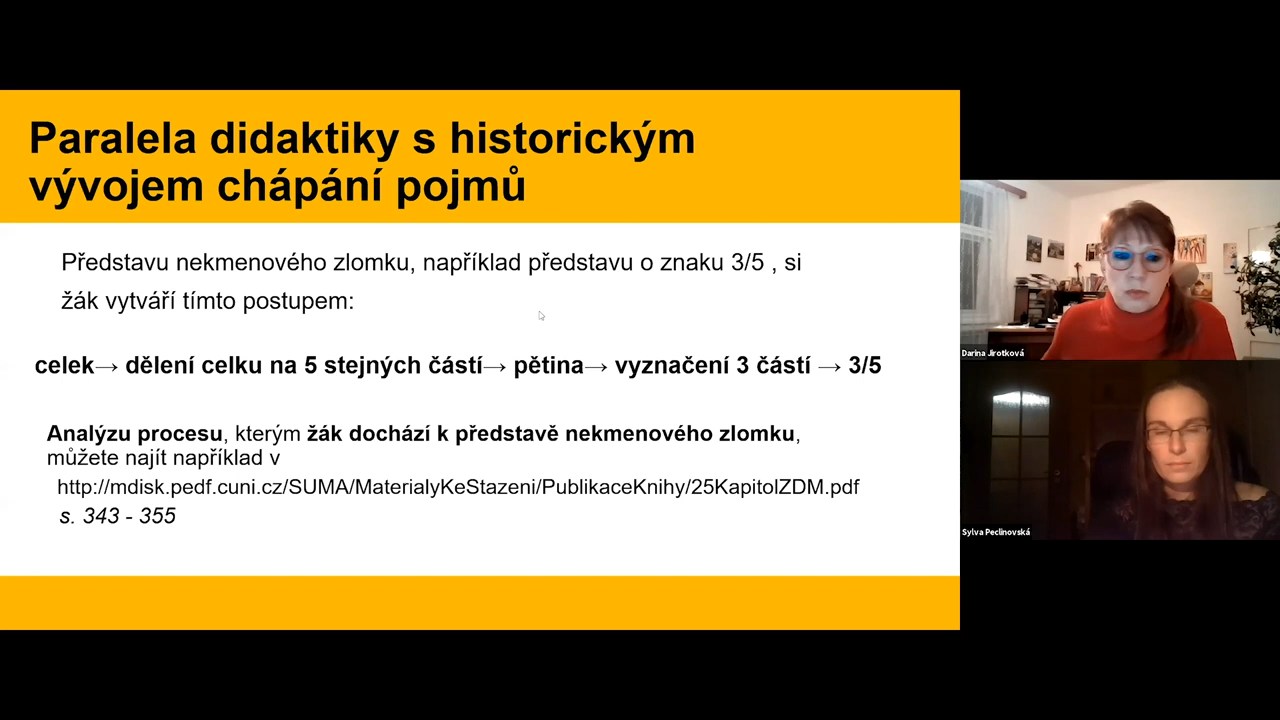 Paralela didaktiky s historickým
vývojem chápání pojmů
Představu nekmenového zlomku, například představu o znaku 3/5 , si
žák vytváří tímto postupem:
celek→ dělení celku na 5 stejných částí→ pětina→ vyznačení 3 částí → 3/5
Analýzu procesu, kterým žák dochází k představě nekmenového zlomku,
můžete najít například v
http://mdisk.pedf.cuni.cz/SUMA/MaterialyKeStazeni/PublikaceKnihy/25KapitolZDM.pdf
s. 343 - 355
Darina Jirotková
Sylva Peclinovská